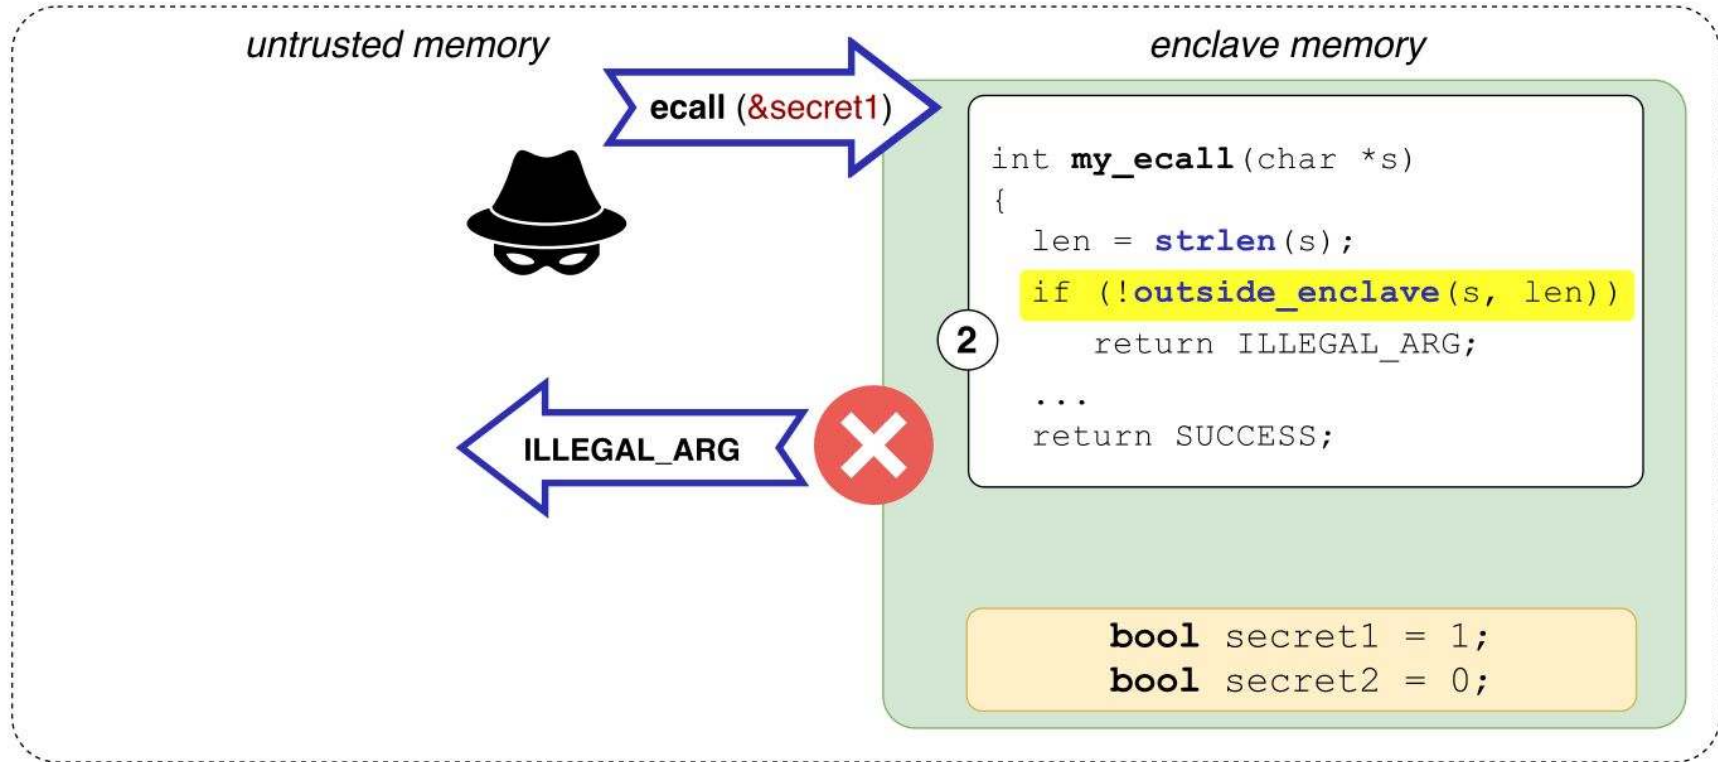 untrusted memory
enclave memory
ecall (&secret1)
int my_ecall(char *s)
{
len = strlen(s);
if (!outside_enclave(s, len))
2
return ILLEGAL_ARG;
...
return SUCCESS;
ILLEGAL_ARG
bool secret1 = 1;
bool secret2 = 0;